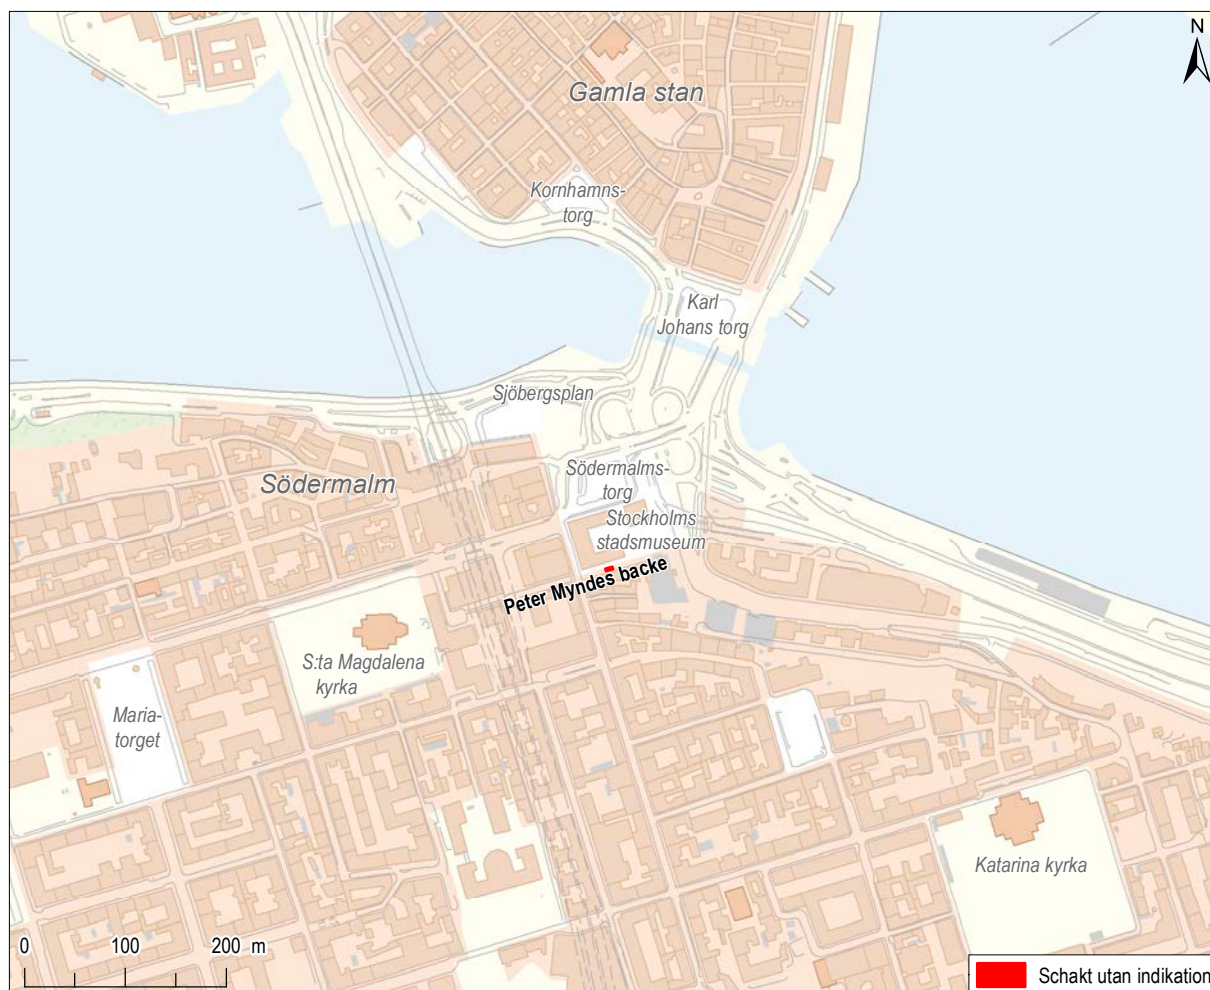 N
Gamla stan
Kornhamns-
torg
Karl
Johans torg
Sjöbergsplan
Södermalms-
torg
Södermalm
Stockholms
stadsmuseum
Peter Myndes backe
S:ta Magdalena
kyrka
Maria-
torget
Katarina kyrka
0 100 200 m
Schakt utan indikation